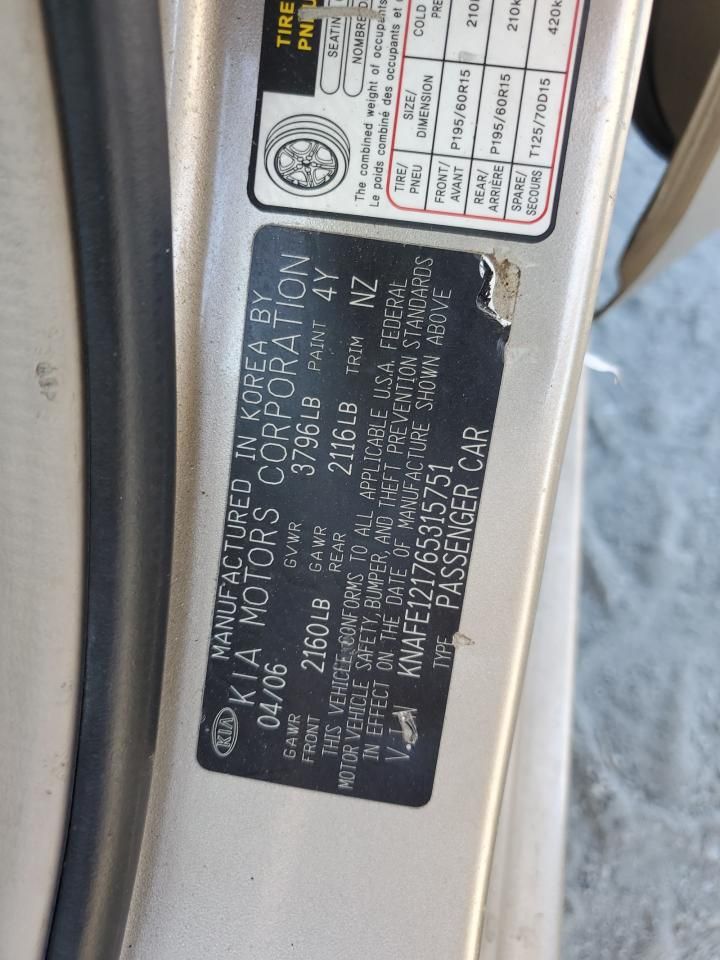 TIRE
PNEU
SEATING
NOMBRE D
The combined weight of occupants
Le poids combiné des occupants et
TIRE/ PNEU SIZE/ DIMENSION COLD
FRONT/ AVANT P195/60R15 210
REAR/ ARRIÈRE P195/60R15 210k
SPARE/ SECOURS T125/70D15 420k
MANUFACTURED IN KOREA BY
KIA KIA MOTORS CORPORATION
04/06 GVWR 3796LB PAINT 4Y
GAWR FRONT 2160LB GAWR REAR 2116LB TRIM NZ
THIS VEHICLE CONFORMS TO ALL APPLICABLE U.S.A. FEDERAL
MOTOR VEHICLE SAFETY, BUMPER, AND THEFT PREVENTION STANDARDS
IN EFFECT ON THE DATE OF MANUFACTURE SHOWN ABOVE
V.I.N KNAFE121765315751
TYPE PASSENGER CAR